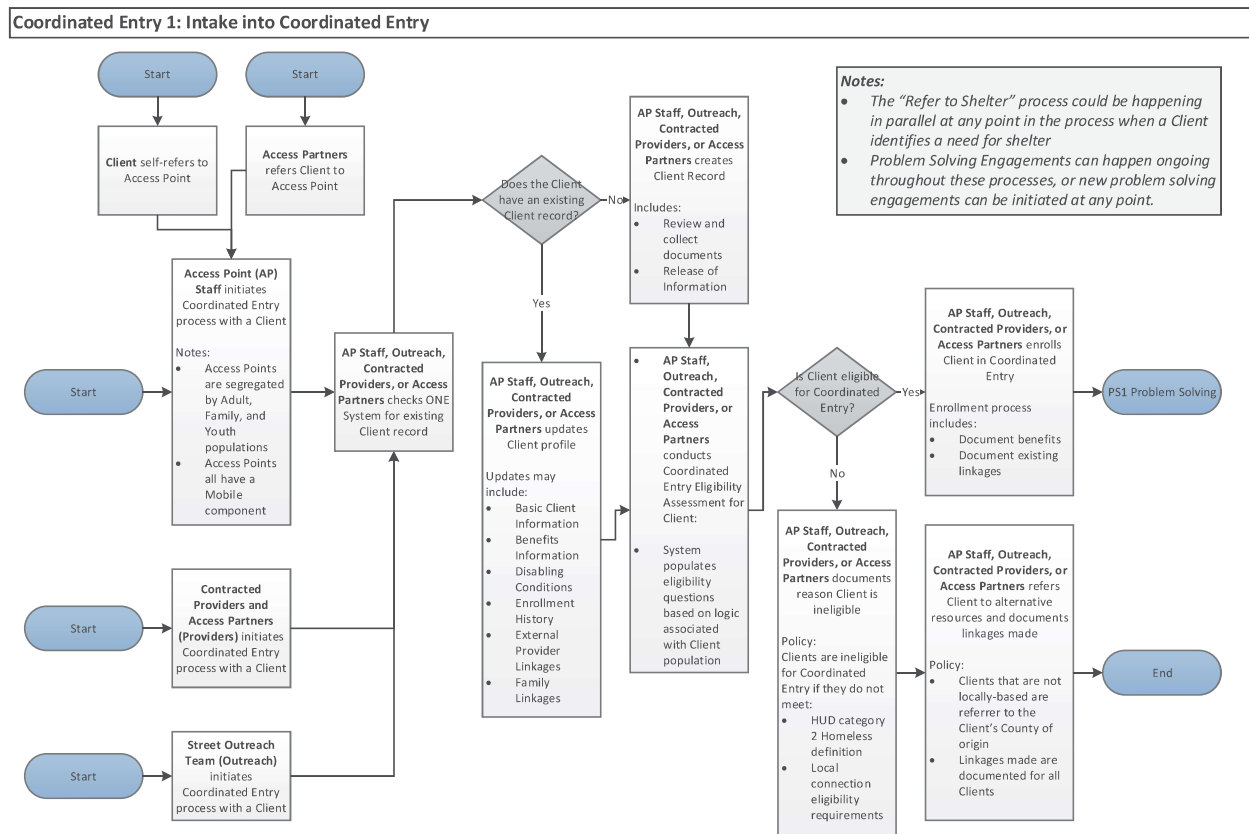 Coordinated Entry 1: Intake into Coordinated Entry
Start
Start
Notes:
• The “Refer to Shelter” process could be happening
in parallel at any point in the process when a Client
identifies a need for shelter
• Problem Solving Engagements can happen ongoing
throughout these processes, or new problem solving
engagements can be initiated at any point.
Client self-refers to
Access Point
Access Partners
refers Client to
Access Point
Start
Access Point (AP)
Staff initiates
Coordinated Entry
process with a Client
Notes:
• Access Points
are segregated
by Adult,
Family, and
Youth
populations
• Access Points
all have a
Mobile
component
Start
Contracted
Providers and
Access Partners
(Providers) initiates
Coordinated Entry
process with a Client
Start
Street Outreach
Team (Outreach)
initiates
Coordinated Entry
process with a Client
AP Staff, Outreach,
Contracted
Providers, or Access
Partners checks ONE
System for existing
Client record
Does the Client
have an existing
Client record?
No
Yes
AP Staff, Outreach,
Contracted
Providers, or Access
Partners updates
Client profile
Updates may
include:
• Basic Client
Information
• Benefits
Information
• Disabling
Conditions
• Enrollment
History
• External
Provider
Linkages
• Family
Linkages
AP Staff, Outreach,
Contracted
Providers, or Access
Partners creates
Client Record
Includes:
• Review and
collect
documents
• Release of
Information
• AP Staff,
Outreach,
Contracted
Providers, or
Access
Partners
conducts
Coordinated
Entry Eligibility
Assessment for
Client:
• System
populates
eligibility
questions
based on logic
associated
with Client
population
Is Client eligible
for Coordinated
Entry?
Yes
No
AP Staff, Outreach,
Contracted Providers, or
Access Partners enrolls
Client in Coordinated
Entry
Enrollment process
includes:
• Document benefits
• Document existing
linkages
PS1 Problem Solving
AP Staff, Outreach,
Contracted
Providers, or Access
Partners documents
reason Client is
ineligible
Policy:
Clients are ineligible
for Coordinated
Entry if they do not
meet:
• HUD category
2 Homeless
definition
• Local
connection
eligibility
requirements
AP Staff, Outreach,
Contracted Providers, or
Access Partners refers
Client to alternative
resources and documents
linkages made
Policy:
• Clients that are not
locally-based are
referrer to the
Client’s County of
origin
• Linkages made are
documented for all
Clients
End